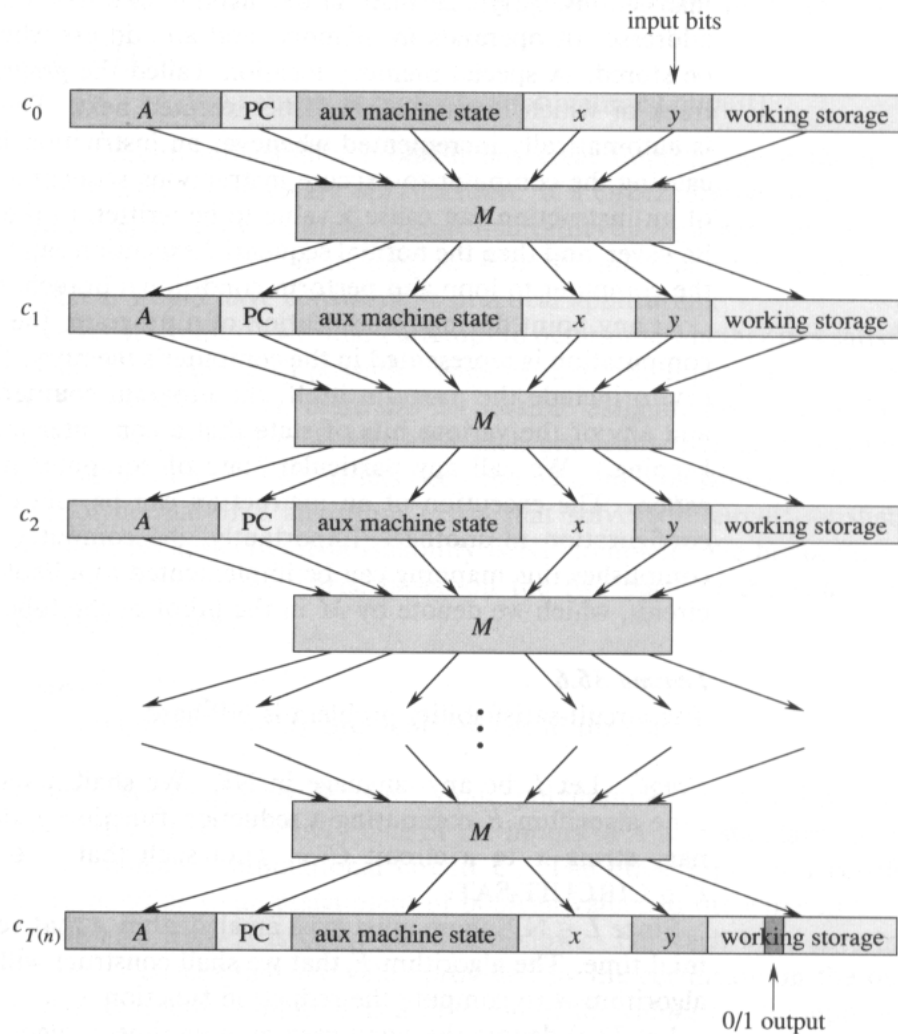 input bits
c0 A PC aux machine state x y working storage
M
c1 A PC aux machine state x y working storage
M
c2 A PC aux machine state x y working storage
M
M
cT(n) A PC aux machine state x y working storage
0/1 output